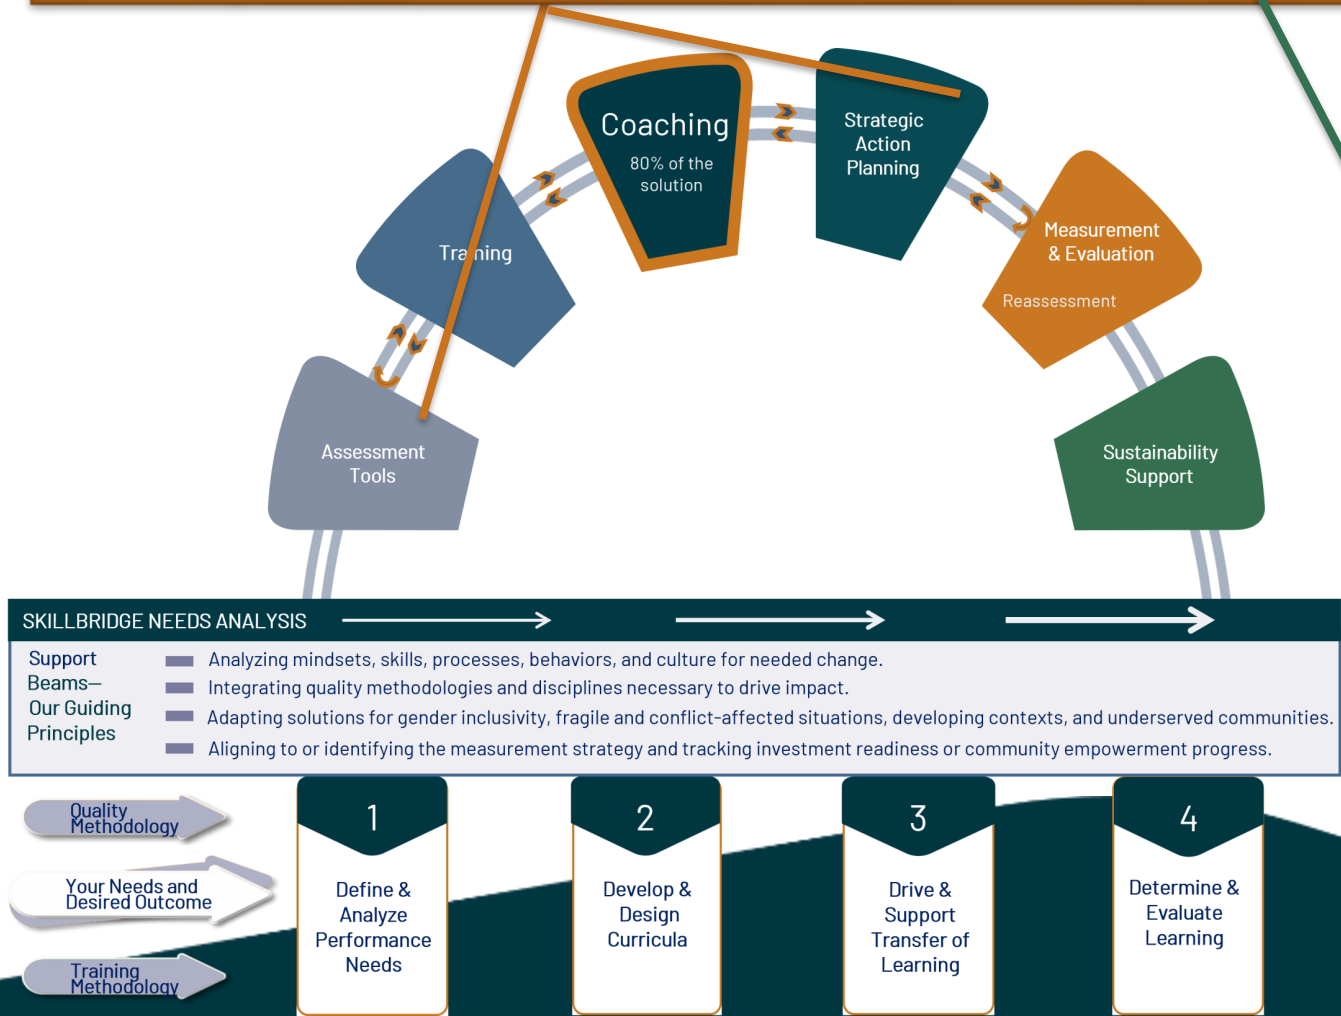 Coaching
80% of the
solution
Strategic
Action
Planning
Training
Measurement
& Evaluation
Reassessment
Assessment
Tools
Sustainability
Support
SKILLBRIDGE NEEDS ANALYSIS
Support
Beams—
Our Guiding
Principles
Analyzing mindsets, skills, processes, behaviors, and culture for needed change.
Integrating quality methodologies and disciplines necessary to drive impact.
Adapting solutions for gender inclusivity, fragile and conflict-affected situations, developing contexts, and underserved communities.
Aligning to or identifying the measurement strategy and tracking investment readiness or community empowerment progress.
Quality
Methodology
Your Needs and
Desired Outcome
Training
Methodology
1
Define &
Analyze
Performance
Needs
2
Develop &
Design
Curricula
3
Drive &
Support
Transfer of
Learning
4
Determine &
Evaluate
Learning